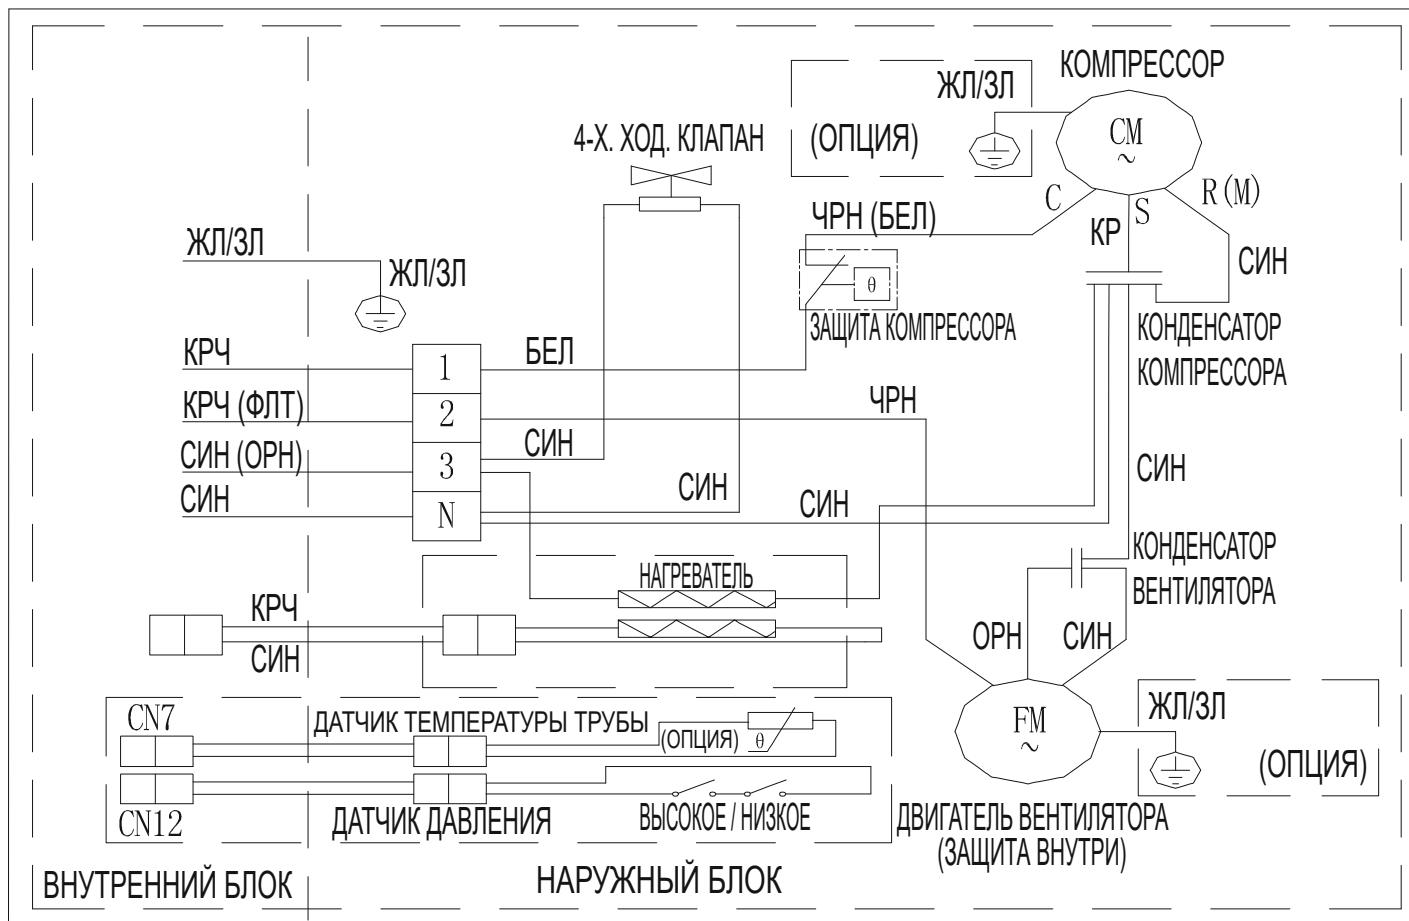 КОМПРЕССОР
ЖЛ/ЗЛ
(ОПЦИЯ)
CM
~
4-Х. ХОД. КЛАПАН
C
S
R(M)
ЧРН (БЕЛ)
КР
СИН
θ
ЗАЩИТА КОМПРЕССОРА
КОНДЕНСАТОР
КОМПРЕССОРА
ЖЛ/ЗЛ
ЖЛ/ЗЛ
КРЧ
1
БЕЛ
КРЧ (ФЛТ)
2
ЧРН
СИН (ОРН)
3
СИН
СИН
N
СИН
СИН
СИН
КОНДЕНСАТОР
ВЕНТИЛЯТОРА
НАГРЕВАТЕЛЬ
КРЧ
СИН
ОРН
СИН
FM
~
ЖЛ/ЗЛ
(ОПЦИЯ)
ДВИГАТЕЛЬ ВЕНТИЛЯТОРА
(ЗАЩИТА ВНУТРИ)
CN7
ДАТЧИК ТЕМПЕРАТУРЫ ТРУБЫ
(ОПЦИЯ)
θ
CN12
ДАТЧИК ДАВЛЕНИЯ
ВЫСОКОЕ / НИЗКОЕ
ВНУТРЕННИЙ БЛОК
НАРУЖНЫЙ БЛОК